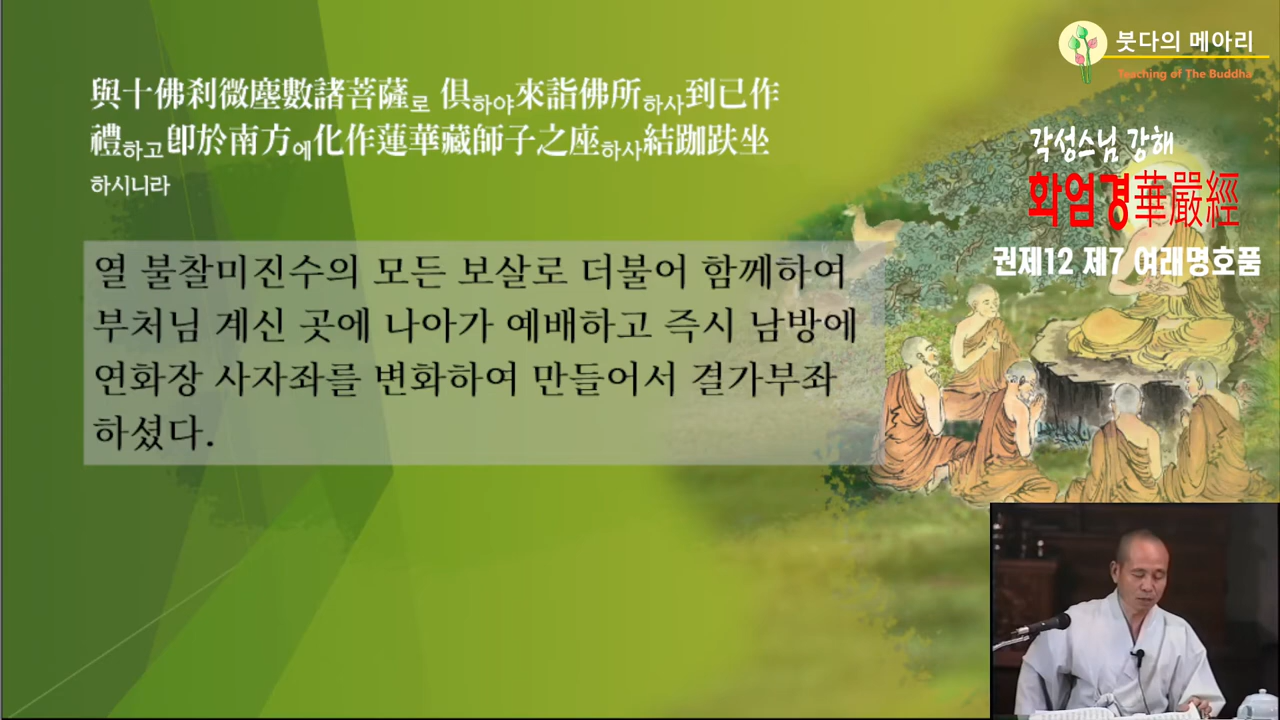 與十佛刹微塵數諸菩薩로 俱하야來詣佛所하사到已作
禮하고卽於南方에化作蓮華藏師子之座하사結跏趺坐
하시니라
열 불찰미진수의 모든 보살로 더불어 함께하여
부처님 계신 곳에 나아가 예배하고 즉시 남방에
연화장 사자좌를 변화하여 만들어서 결가부좌
하셨다.
붓다의 메아리
Teaching of The Buddha
각성스님 강해
화엄경華嚴經
권제12 제7 여래명호품